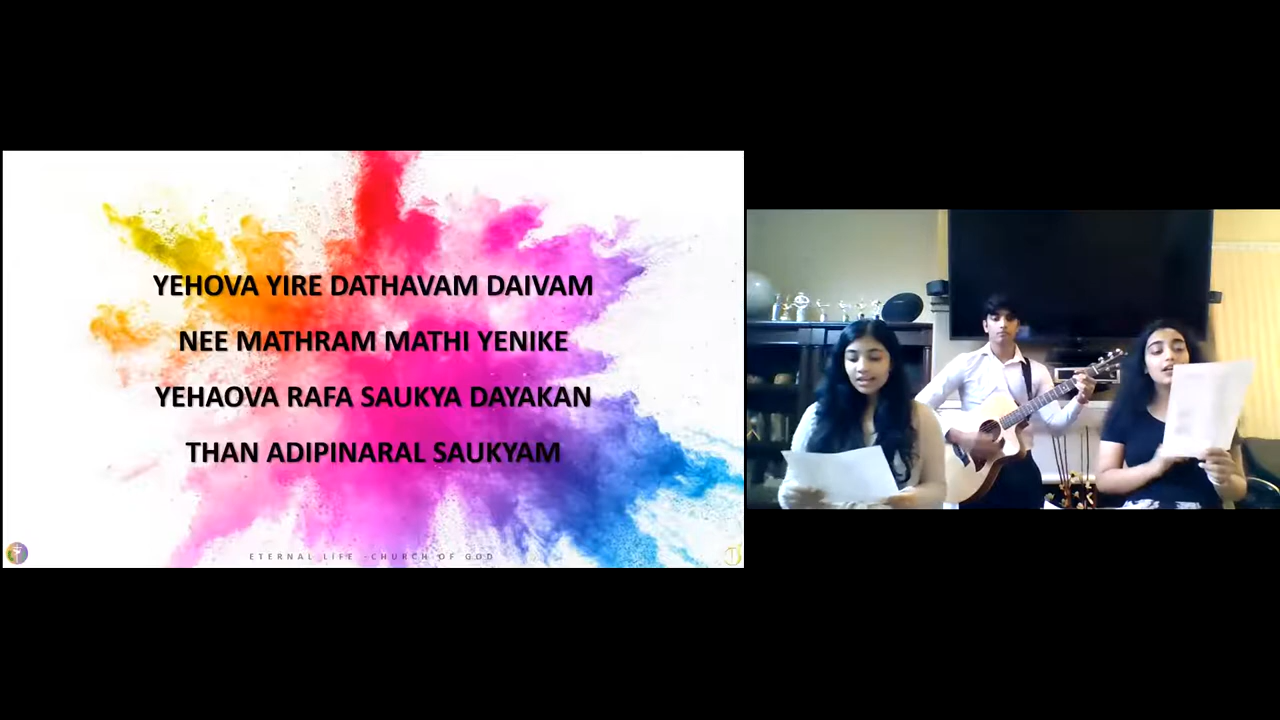 YEHOVA YIRE DATHAVAM DAIVAM
NEE MATHRAM MATHI YENIKE
YEHAOVA RAFA SAUKYA DAYAKAN
THAN ADIPINARAL SAUKYAM
ETERNAL LIFE -CHURCH OF GOD